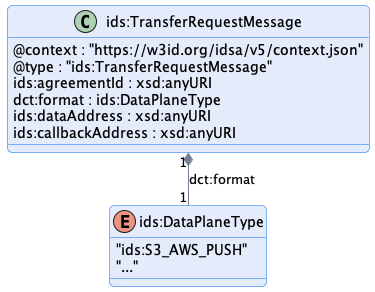 C ids:TransferRequestMessage
@context : "https://w3id.org/idsa/v5/context.json"
@type : "ids:TransferRequestMessage"
ids:agreementId : xsd:anyURI
dct:format : ids:DataPlaneType
ids:dataAddress : xsd:anyURI
ids:callbackAddress : xsd:anyURI
1
dct:format
1
E ids:DataPlaneType
"ids:S3_AWS_PUSH"
"..."